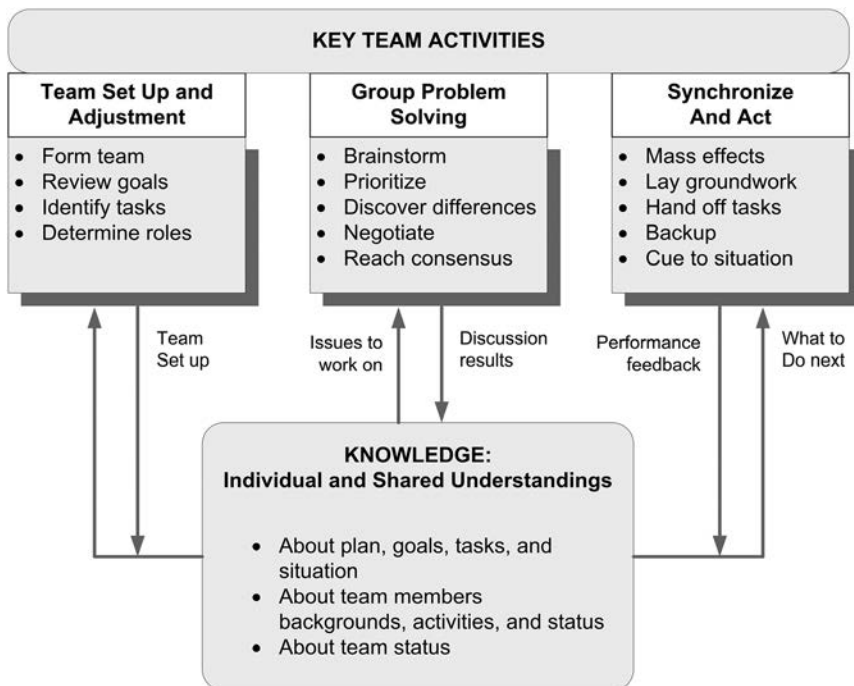 KEY TEAM ACTIVITIES
Team Set Up and
Adjustment
• Form team
• Review goals
• Identify tasks
• Determine roles
Group Problem
Solving
• Brainstorm
• Prioritize
• Discover differences
• Negotiate
• Reach consensus
Synchronize
And Act
• Mass effects
• Lay groundwork
• Hand off tasks
• Backup
• Cue to situation
Team
Set up
Issues to
work on
Discussion
results
Performance
feedback
What to
Do next
KNOWLEDGE:
Individual and Shared Understandings
• About plan, goals, tasks, and
situation
• About team members
backgrounds, activities, and status
• About team status